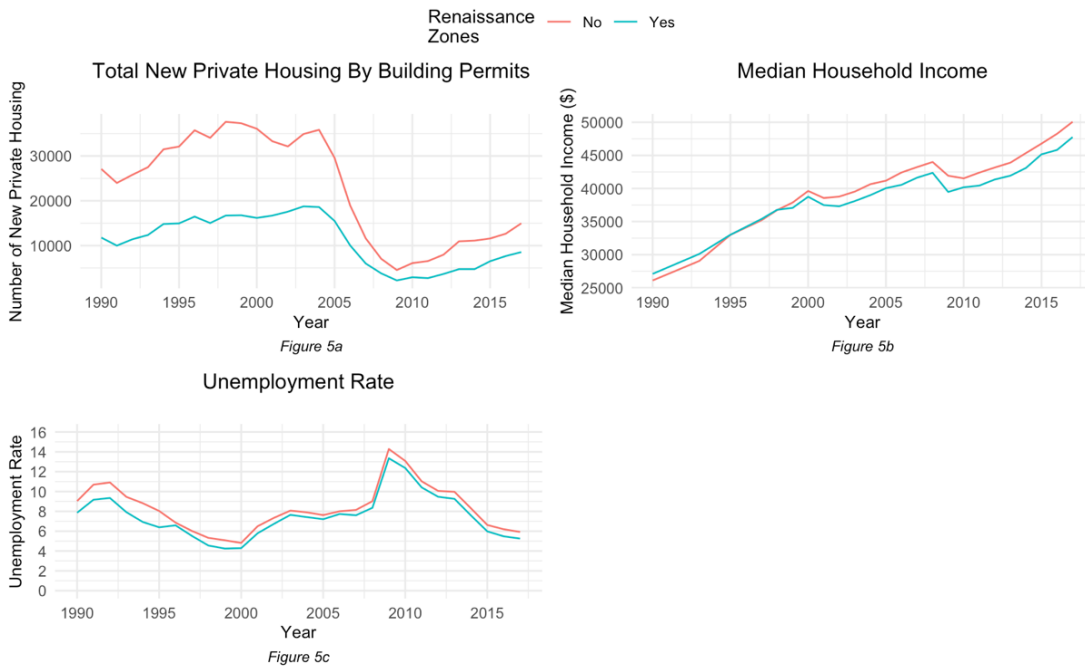 Renaissance
Zones
No
Yes
Total New Private Housing By Building Permits
Number of New Private Housing
30000
20000
10000
1990
1995
2000
2005
2010
2015
Year
Figure 5a
Median Household Income
Median Household Income ($)
50000
45000
40000
35000
30000
25000
1990
1995
2000
2005
2010
2015
Year
Figure 5b
Unemployment Rate
Unemployment Rate
16
14
12
10
8
6
4
2
0
1990
1995
2000
2005
2010
2015
Year
Figure 5c